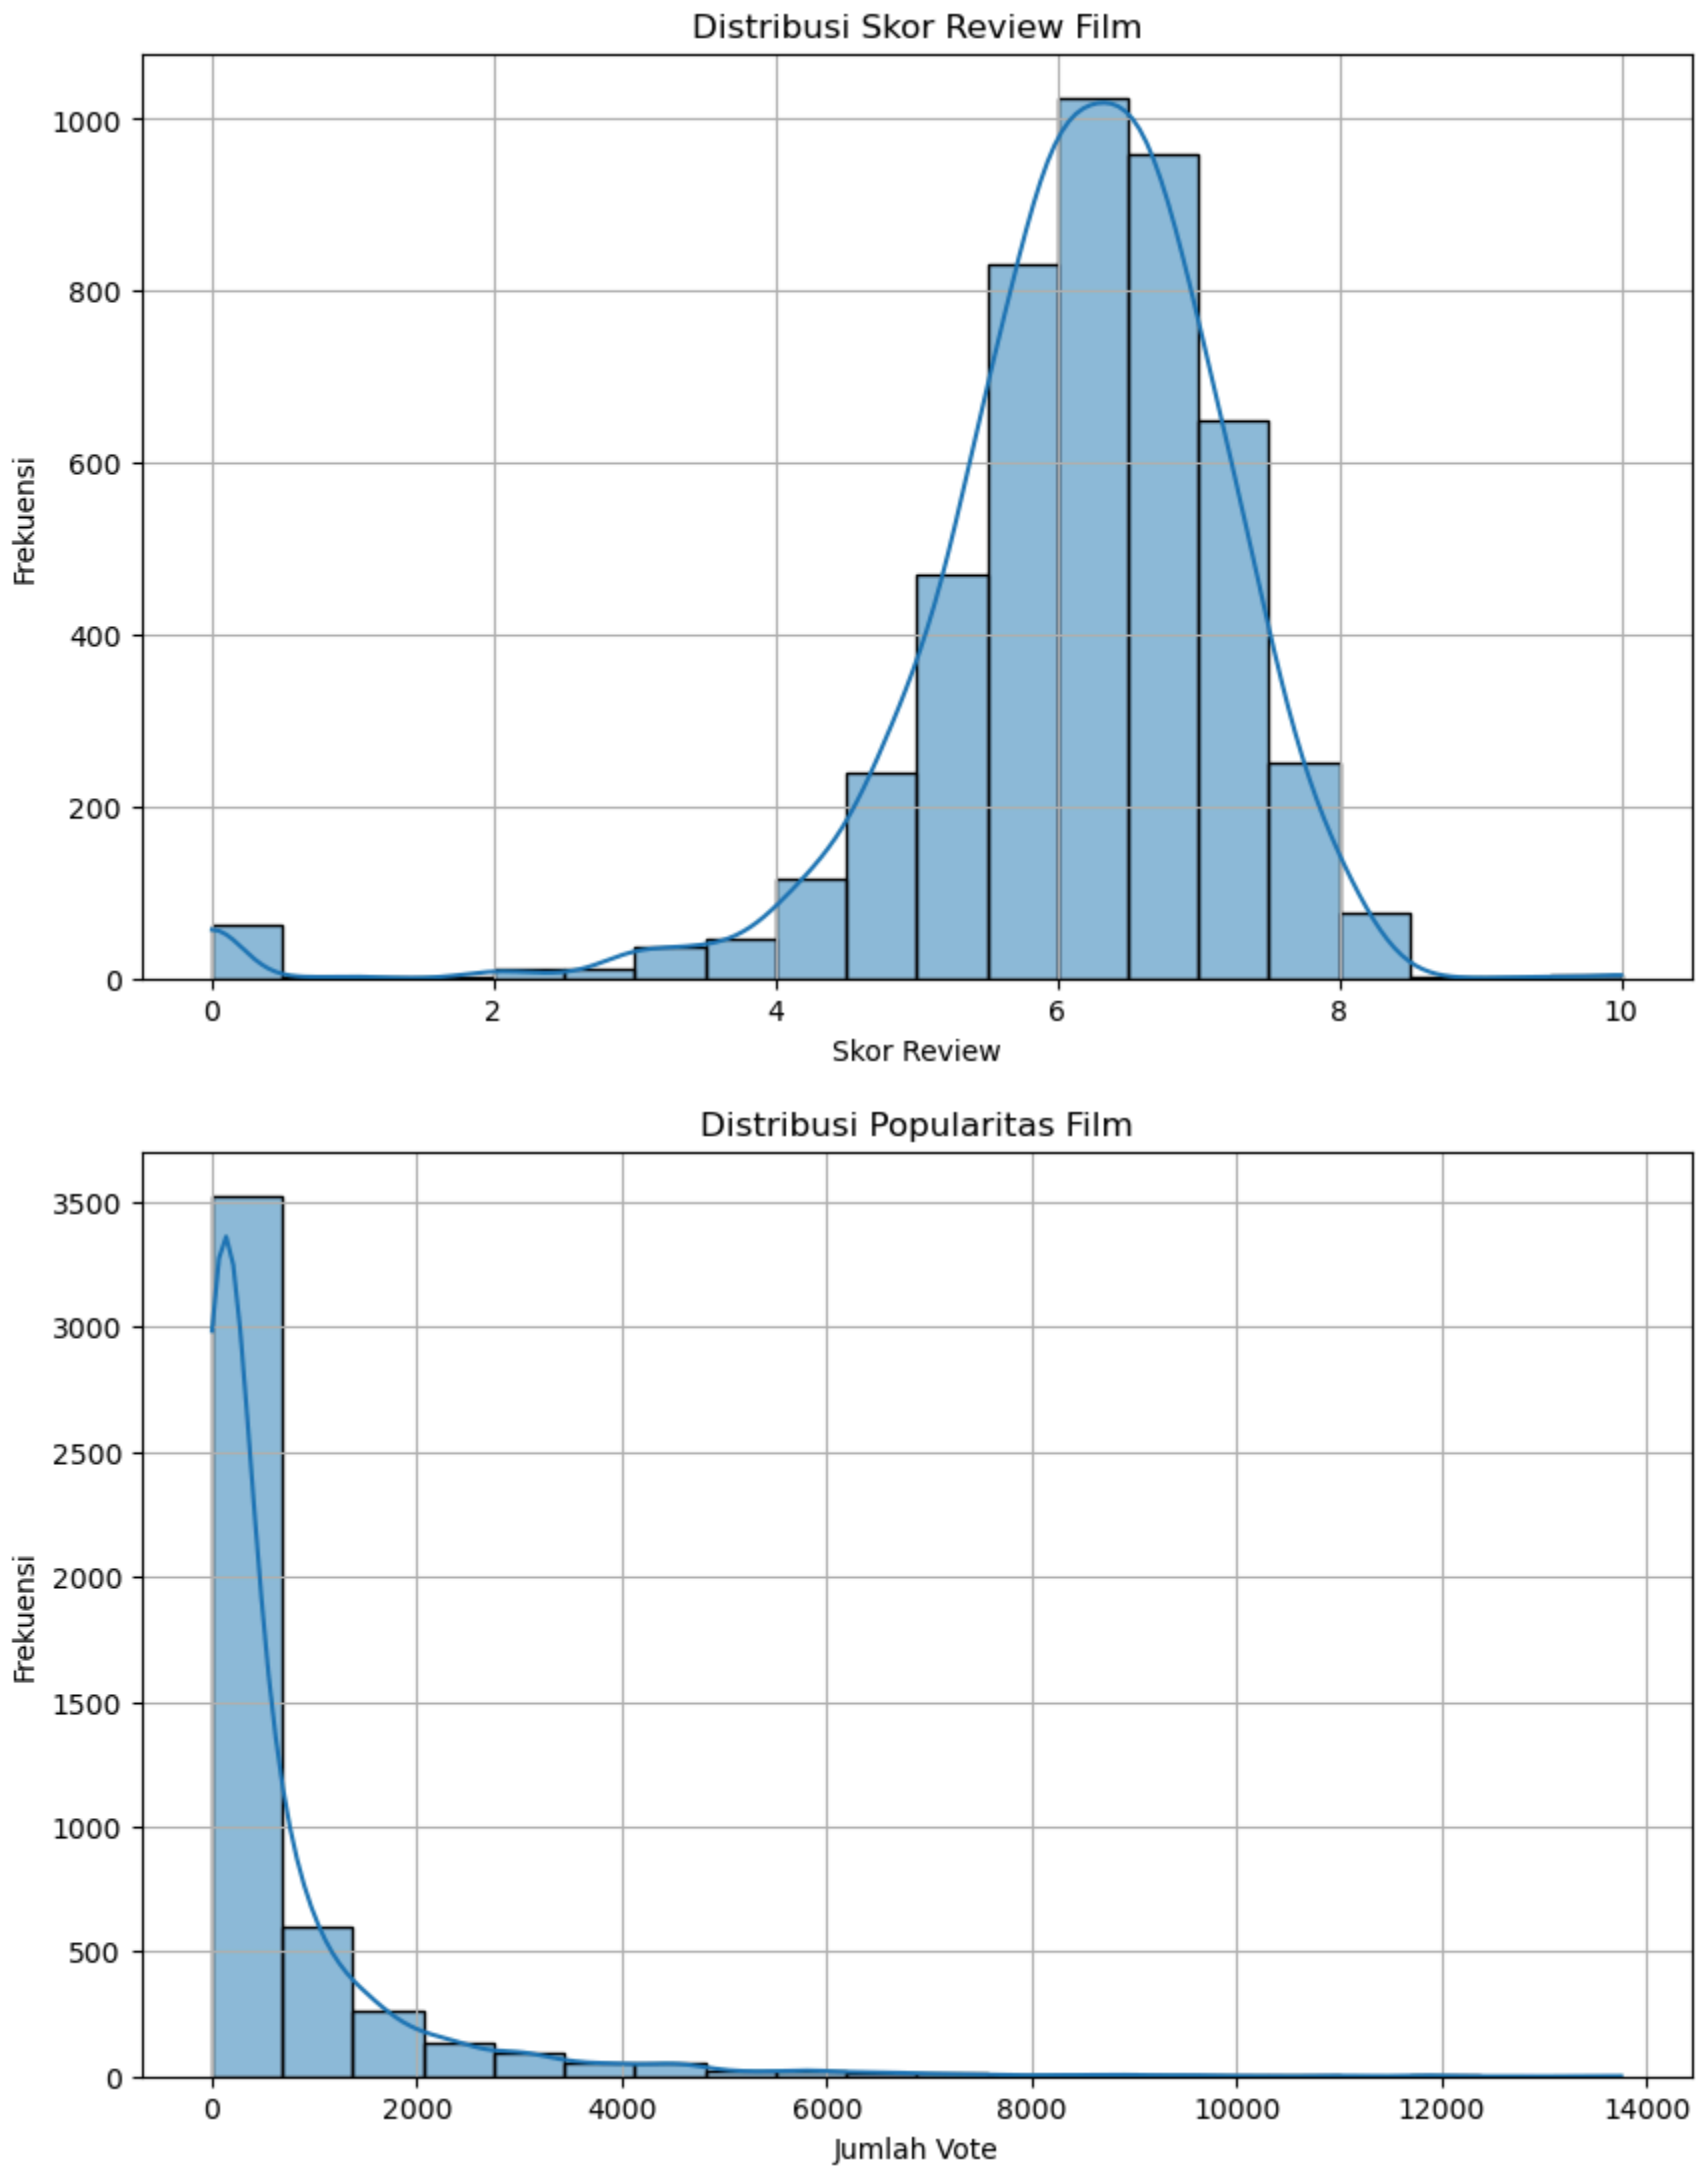 Distribusi Skor Review Film
1000
800
600
400
200
0
Frekuensi
0 2 4 6 8 10
Skor Review
Distribusi Popularitas Film
3500
3000
2500
2000
1500
1000
500
0
Frekuensi
0 2000 4000 6000 8000 10000 12000 14000
Jumlah Vote